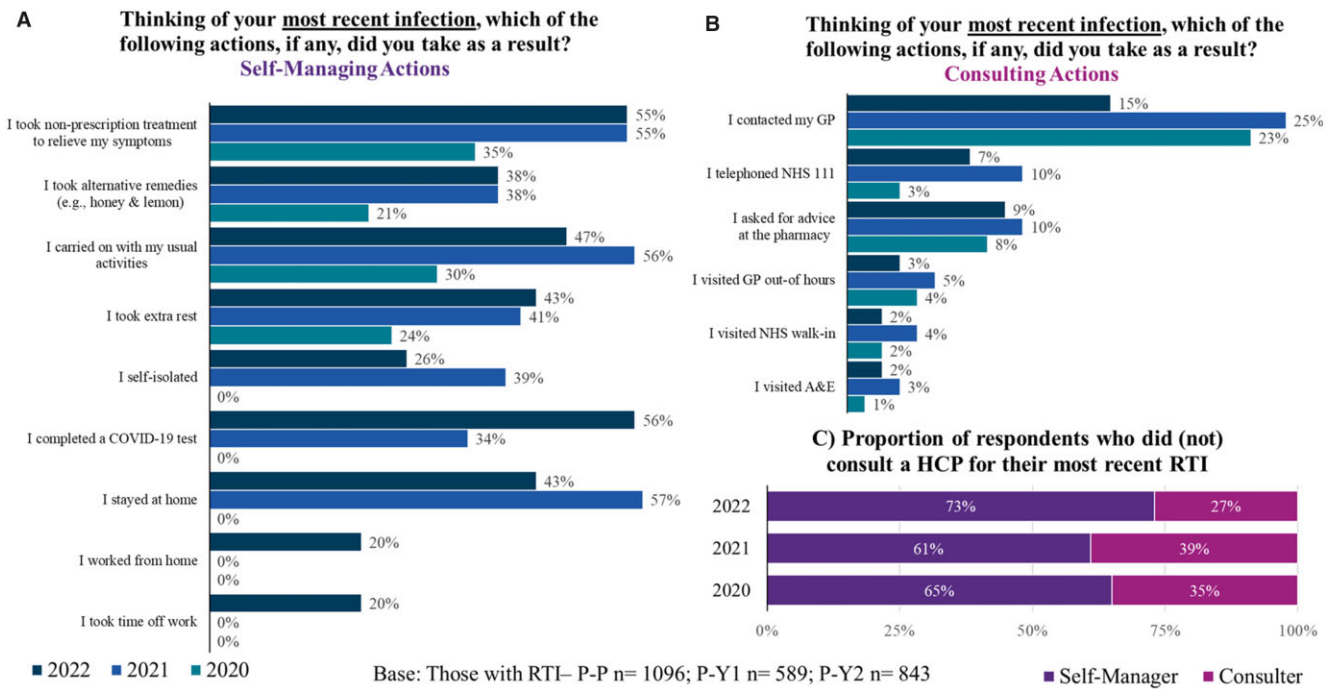 A
Thinking of your most recent infection, which of the
following actions, if any, did you take as a result?
Self-Managing Actions
I took non-prescription treatment
to relieve my symptoms
55%
55%
35%
I took alternative remedies
(e.g., honey & lemon)
38%
38%
21%
I carried on with my usual
activities
47%
56%
30%
I took extra rest
43%
41%
24%
I self-isolated
26%
39%
0%
I completed a COVID-19 test
56%
34%
0%
I stayed at home
43%
57%
0%
I worked from home
20%
0%
0%
I took time off work
20%
0%
0%
2022 2021 2020
B
Thinking of your most recent infection, which of the
following actions, if any, did you take as a result?
Consulting Actions
I contacted my GP
15%
25%
23%
I telephoned NHS 111
7%
10%
3%
I asked for advice
at the pharmacy
9%
10%
8%
I visited GP out-of hours
3%
5%
4%
I visited NHS walk-in
2%
4%
2%
I visited A&E
2%
3%
1%
C) Proportion of respondents who did (not)
consult a HCP for their most recent RTI
2022 73% 27%
2021 61% 39%
2020 65% 35%
0% 25% 50% 75% 100%
Base: Those with RTI– P-P n= 1096; P-Y1 n= 589; P-Y2 n= 843
Self-Manager Consulter